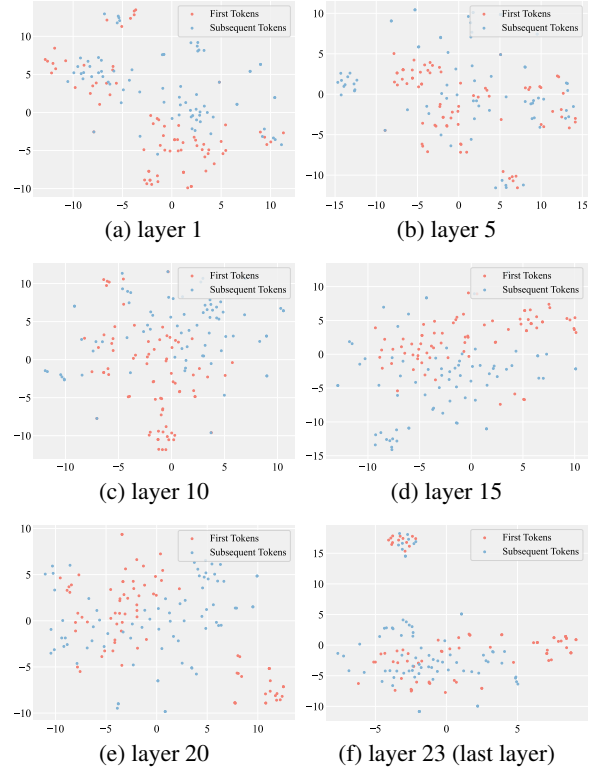 First Tokens
Subsequent Tokens
10
5
0
−5
−10
−10 −5 0 5 10
(a) layer 1
First Tokens
Subsequent Tokens
10
5
0
−5
−10
−15 −10 −5 0 5 10 15
(b) layer 5
First Tokens
Subsequent Tokens
10
5
0
−5
−10
−10 −5 0 5 10
(c) layer 10
First Tokens
Subsequent Tokens
15
10
5
0
−5
−10
−15
−10 −5 0 5 10
(d) layer 15
First Tokens
Subsequent Tokens
10
5
0
−5
−10
−10 −5 0 5 10
(e) layer 20
First Tokens
Subsequent Tokens
15
10
5
0
−5
−10
−5 0 5
(f) layer 23 (last layer)